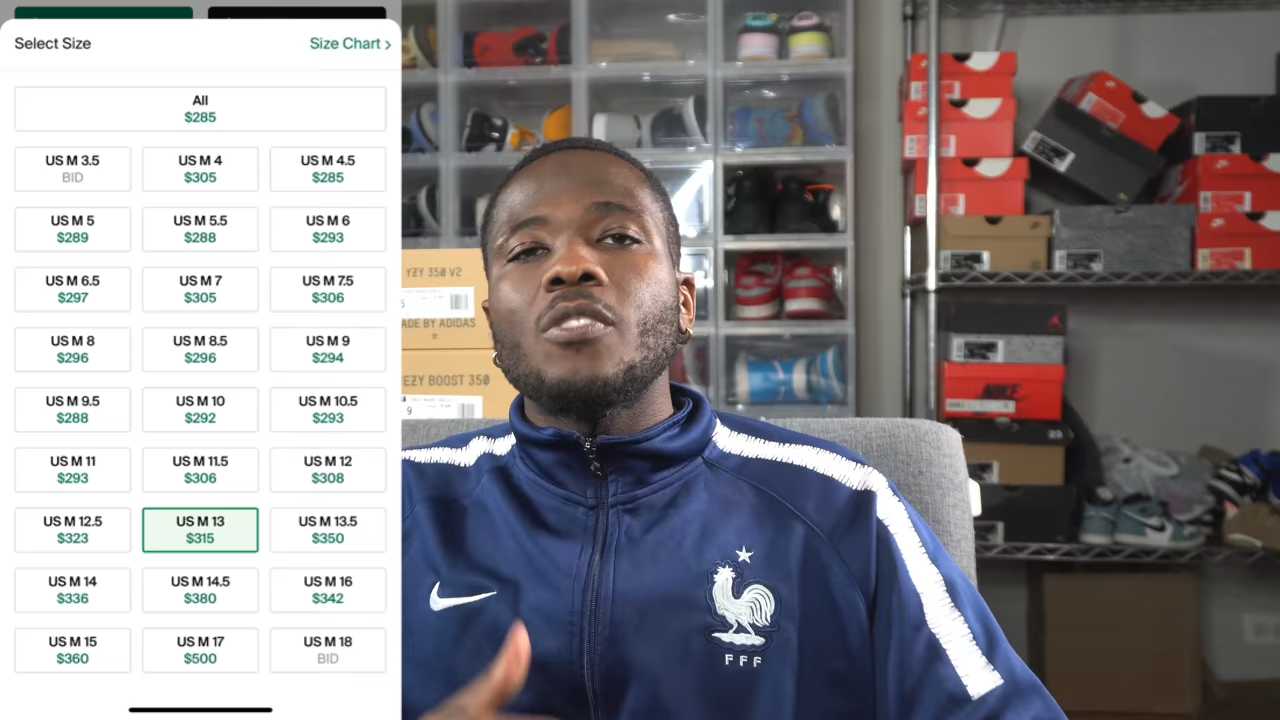 Select Size
Size Chart >
All
$285
US M 3.5
BID
US M 4
$305
US M 4.5
$285
US M 5
$289
US M 5.5
$288
US M 6
$293
US M 6.5
$297
US M 7
$305
US M 7.5
$306
US M 8
$296
US M 8.5
$296
US M 9
$294
US M 9.5
$288
US M 10
$292
US M 10.5
$293
US M 11
$293
US M 11.5
$306
US M 12
$308
US M 12.5
$323
US M 13
$315
US M 13.5
$350
US M 14
$336
US M 14.5
$380
US M 16
$342
US M 15
$360
US M 17
$500
US M 18
BID
YZY 350 V2
ADE BY ADIDAS
EEZY BOOST 350
9
NIKE
23
FFF